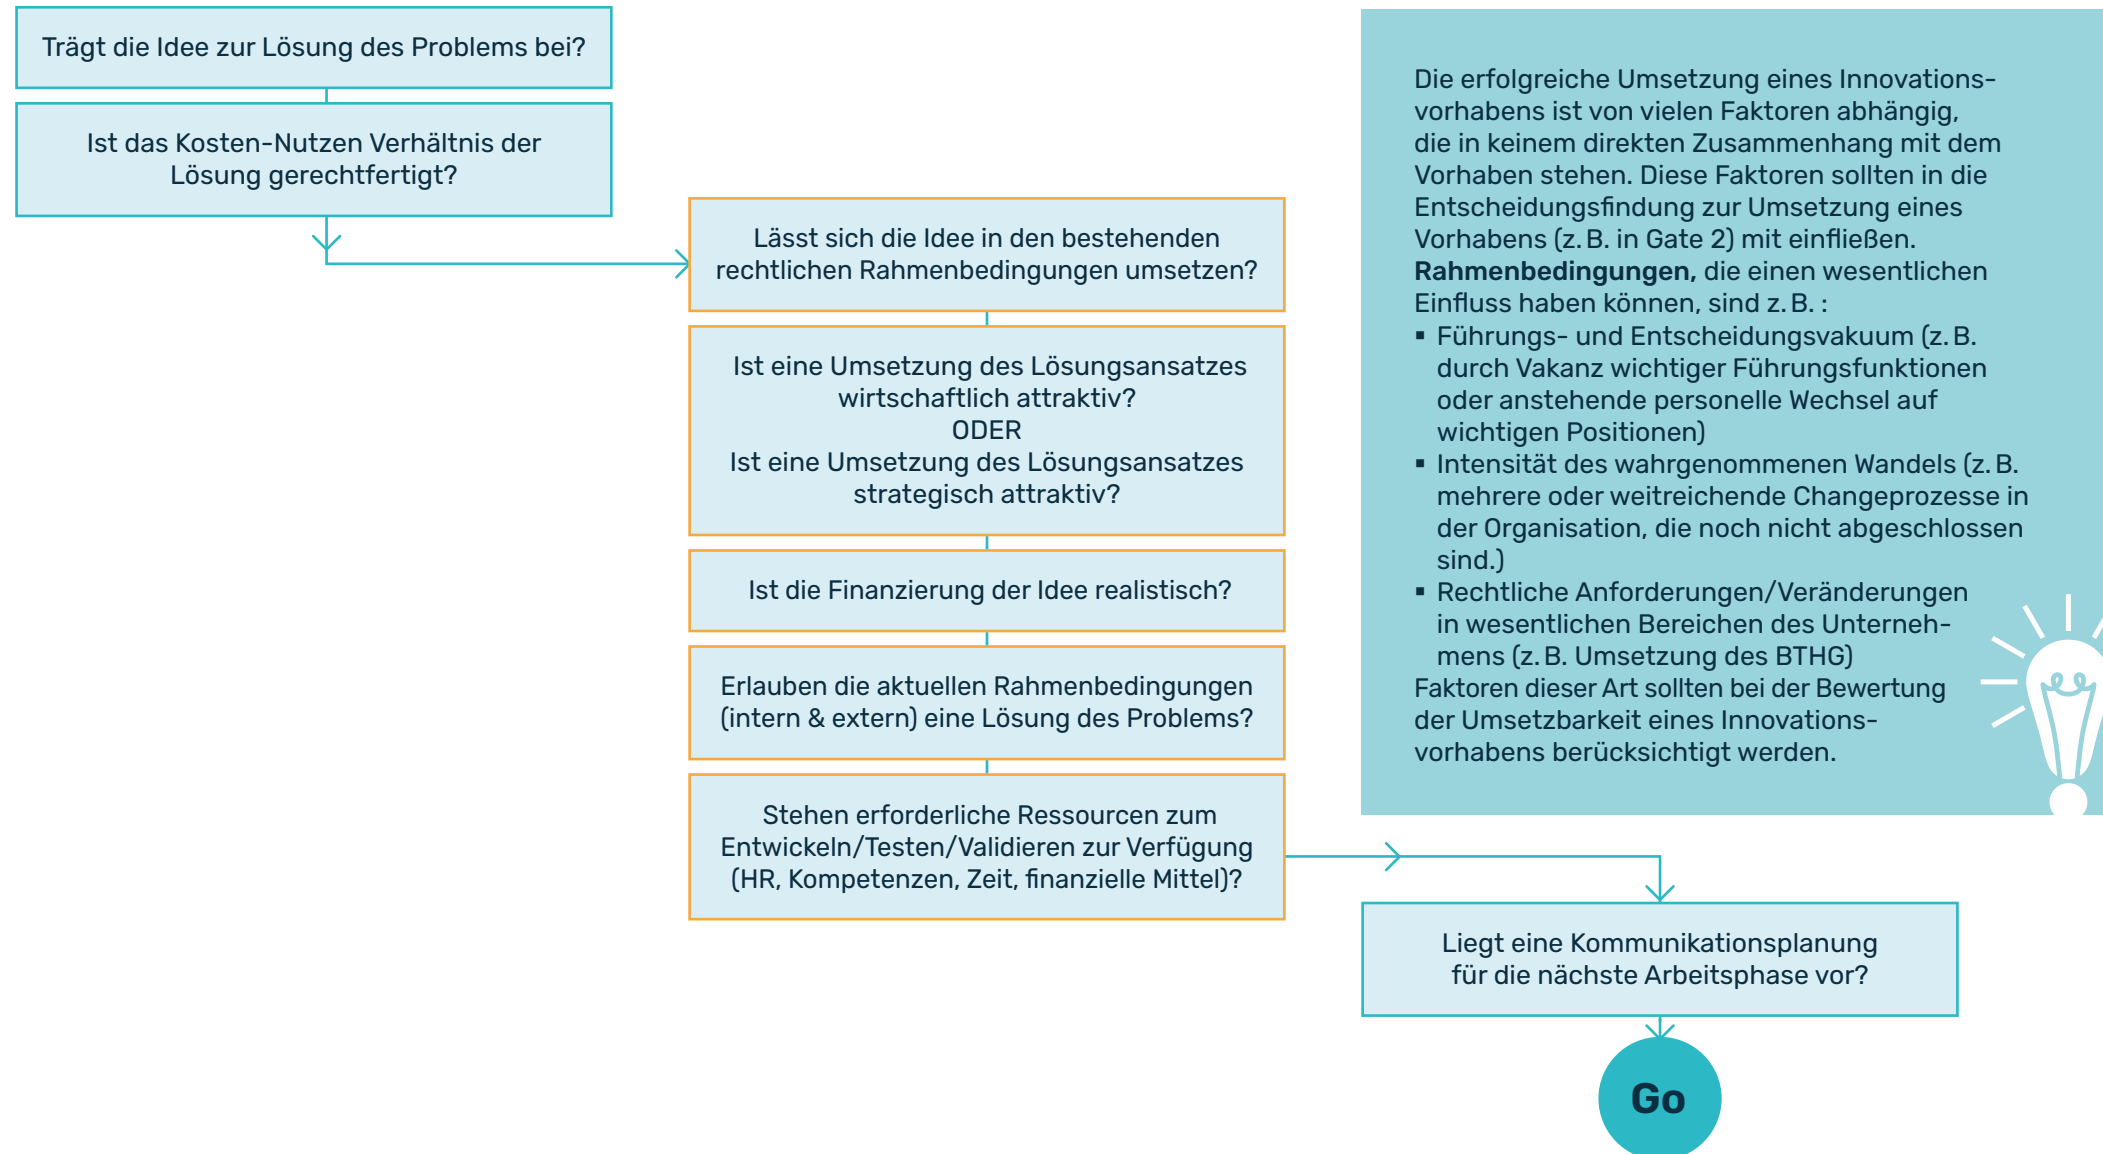 Trägt die Idee zur Lösung des Problems bei?
Ist das Kosten-Nutzen Verhältnis der
Lösung gerechtfertigt?
Lässt sich die Idee in den bestehenden
rechtlichen Rahmenbedingungen umsetzen?
Ist eine Umsetzung des Lösungsansatzes
wirtschaftlich attraktiv?
ODER
Ist eine Umsetzung des Lösungsansatzes
strategisch attraktiv?
Ist die Finanzierung der Idee realistisch?
Erlauben die aktuellen Rahmenbedingungen
(intern & extern) eine Lösung des Problems?
Stehen erforderliche Ressourcen zum
Entwickeln/Testen/Validieren zur Verfügung
(HR, Kompetenzen, Zeit, finanzielle Mittel)?
Die erfolgreiche Umsetzung eines Innovations-
vorhabens ist von vielen Faktoren abhängig,
die in keinem direkten Zusammenhang mit dem
Vorhaben stehen. Diese Faktoren sollten in die
Entscheidungsfindung zur Umsetzung eines
Vorhabens (z. B. in Gate 2) mit einfließen.
Rahmenbedingungen, die einen wesentlichen
Einfluss haben können, sind z. B. :
▪ Führungs- und Entscheidungsvakuum (z. B.
durch Vakanz wichtiger Führungsfunktionen
oder anstehende personelle Wechsel auf
wichtigen Positionen)
▪ Intensität des wahrgenommenen Wandels (z. B.
mehrere oder weitreichende Changeprozesse in
der Organisation, die noch nicht abgeschlossen
sind.)
▪ Rechtliche Anforderungen/Veränderungen
in wesentlichen Bereichen des Unterneh-
mens (z. B. Umsetzung des BTHG)
Faktoren dieser Art sollten bei der Bewertung
der Umsetzbarkeit eines Innovations-
vorhabens berücksichtigt werden.
Liegt eine Kommunikationsplanung
für die nächste Arbeitsphase vor?
Go